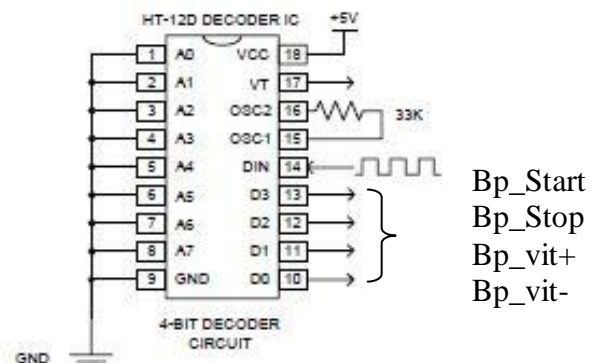 HT-12D DECODER IC +5V
1 A0 VCC 18
2 A1 VT 17
3 A2 OSC2 16 33K
4 A3 OSC1 15
5 A4 DIN 14
6 A5 D3 13 Bp_Start
7 A6 D2 12 Bp_Stop
8 A7 D1 11 Bp_vit+
9 GND D0 10 Bp_vit-
4-BIT DECODER
CIRCUIT
GND